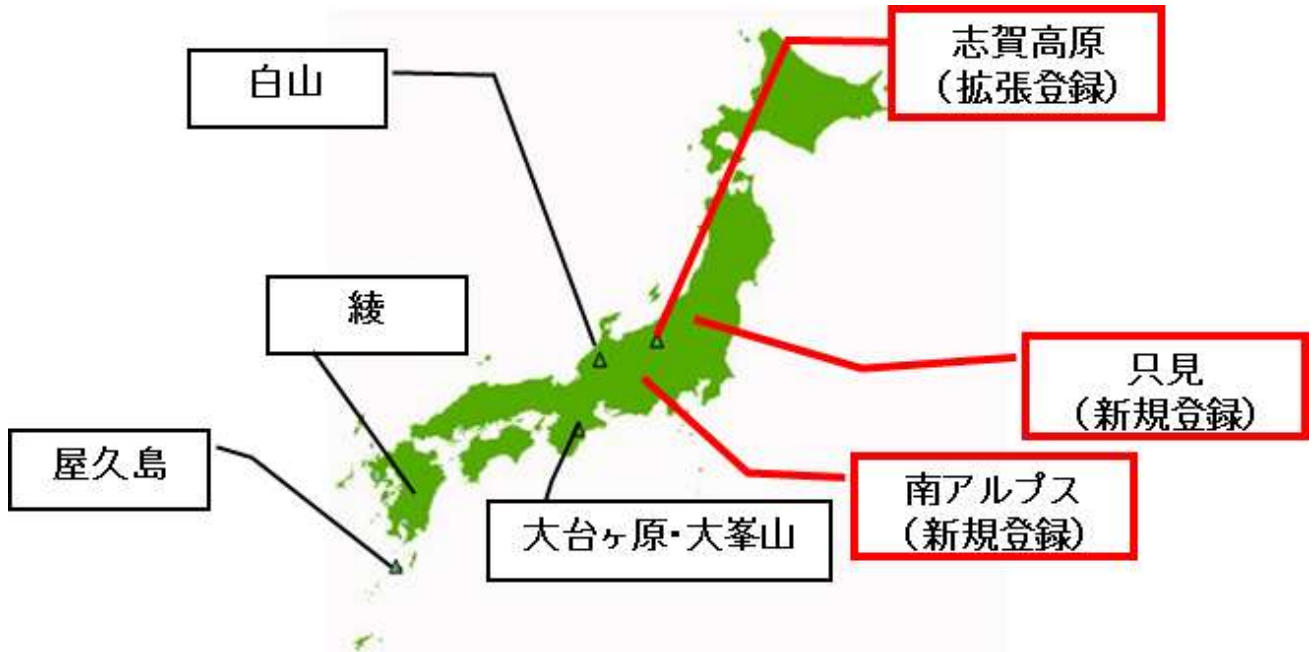 志賀高原
（拡張登録）
白山
綾
只見
（新規登録）
屋久島
南アルプス
（新規登録）
大台ヶ原・大峯山